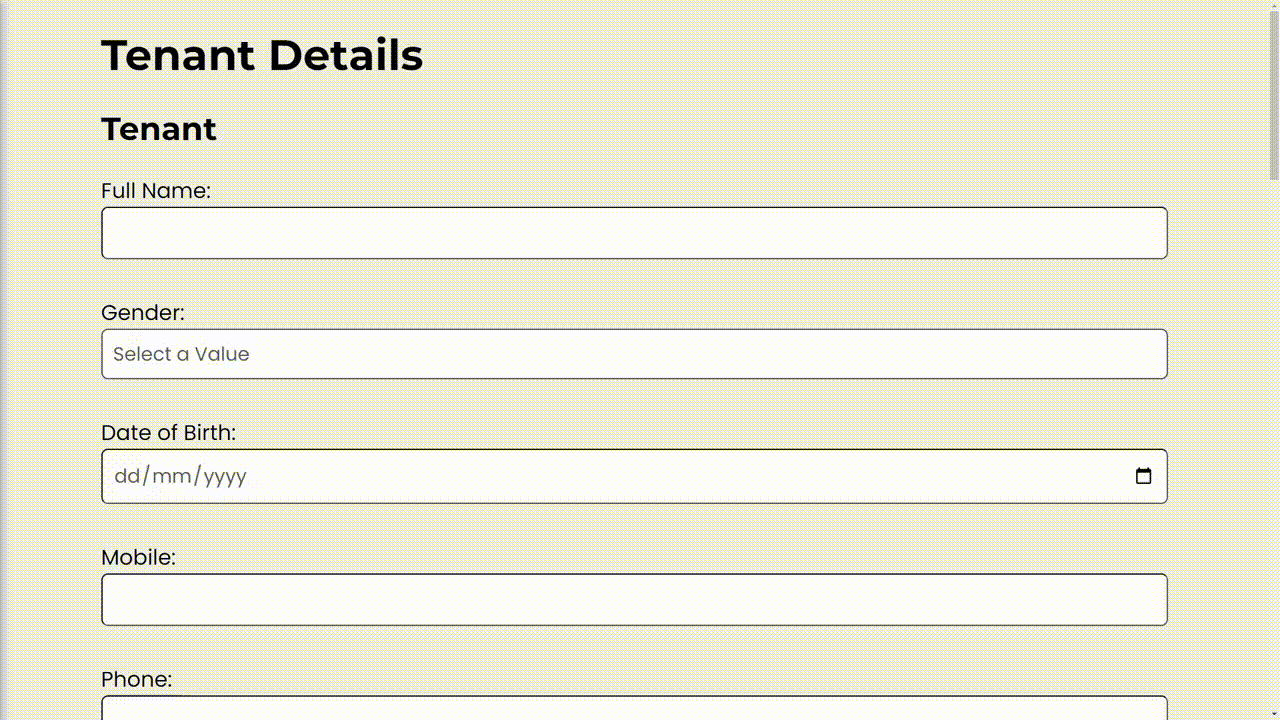 Tenant Details
Tenant
Full Name:
Gender:
Select a Value
Date of Birth:
dd/mm/yyyy
Mobile:
Phone: